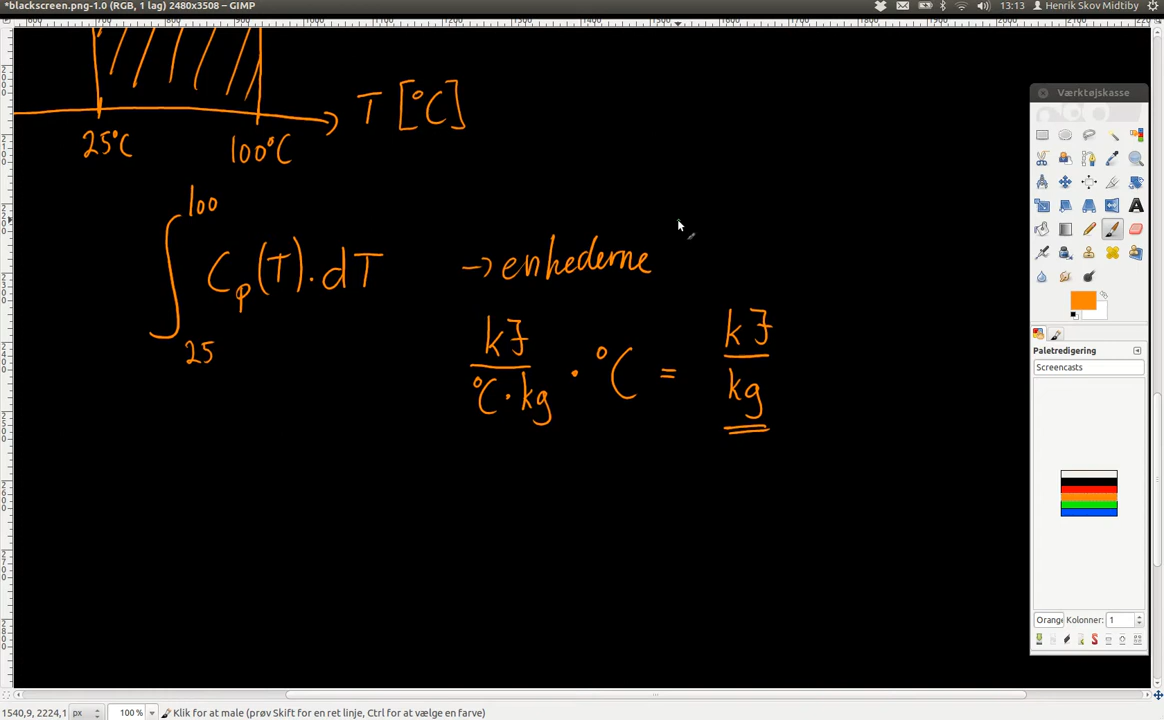 *blackscreen.png-1.0 (RGB, 1 lag) 2480x3508 – GIMP
13:13 Henrik Skov Midtiby
T [°C]
25°C
100°C
100
∫ Cp(T)·dT
25
→ enhederne
kJ
°C·kg
· °C =
kJ
kg
Værktøjskasse
Paletredigering
Screencasts
Orange
Kolonner: 1
1540,9, 2224,1 px 100% Klik for at male (prøv Skift for en ret linje, Ctrl for at vælge en farve)